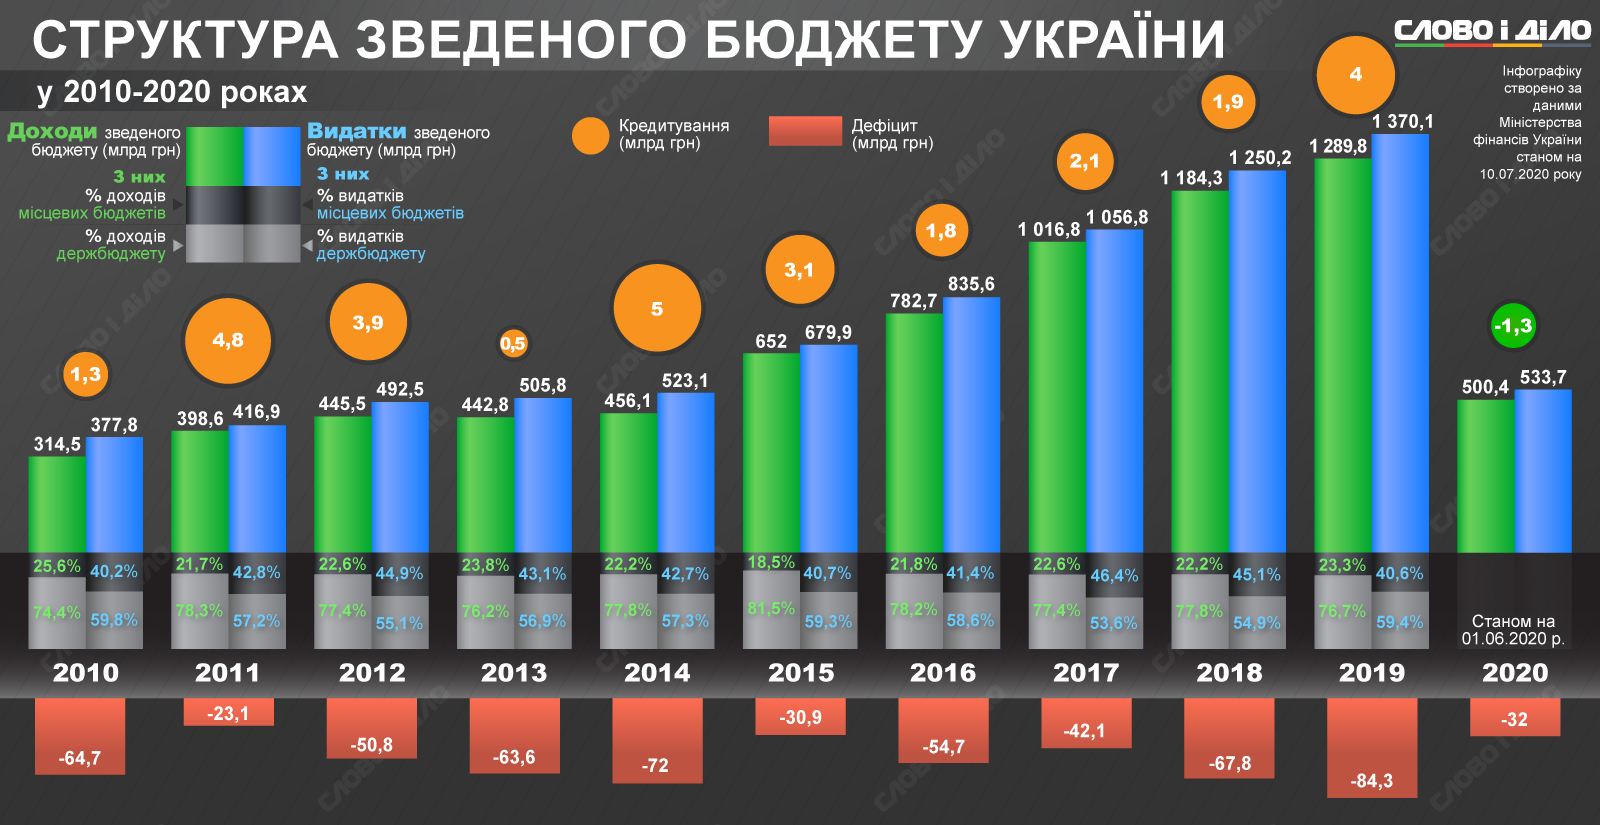 СТРУКТУРА ЗВЕДЕНОГО БЮДЖЕТУ УКРАЇНИ
у 2010-2020 роках
СЛОВО і ДіЛО
Інфографіку
створено за
даними
Міністерства
фінансів України
станом на
10.07.2020 року
Доходи зведеного
бюджету (млрд грн)
З них
% доходів
місцевих бюджетів
% доходів
держбюджету
Видатки зведеного
бюджету (млрд грн)
З них
% видатків
місцевих бюджетів
% видатків
держбюджету
Кредитування
(млрд грн)
Дефіцит
(млрд грн)
1,3
4,8
3,9
0,5
5
3,1
1,8
2,1
1,9
4
-1,3
314,5 377,8
398,6 416,9
445,5 492,5
442,8 505,8
456,1 523,1
652 679,9
782,7 835,6
1 016,8 1 056,8
1 184,3 1 250,2
1 289,8 1 370,1
500,4 533,7
25,6% 40,2%
21,7% 42,8%
22,6% 44,9%
23,8% 43,1%
22,2% 42,7%
18,5% 40,7%
21,8% 41,4%
22,6% 46,4%
22,2% 45,1%
23,3% 40,6%
74,4% 59,8%
78,3% 57,2%
77,4% 55,1%
76,2% 56,9%
77,8% 57,3%
81,5% 59,3%
78,2% 58,6%
77,4% 53,6%
77,8% 54,9%
76,7% 59,4%
Станом на
01.06.2020 р.
2010 2011 2012 2013 2014 2015 2016 2017 2018 2019 2020
-64,7
-23,1
-50,8
-63,6
-72
-30,9
-54,7
-42,1
-67,8
-84,3
-32